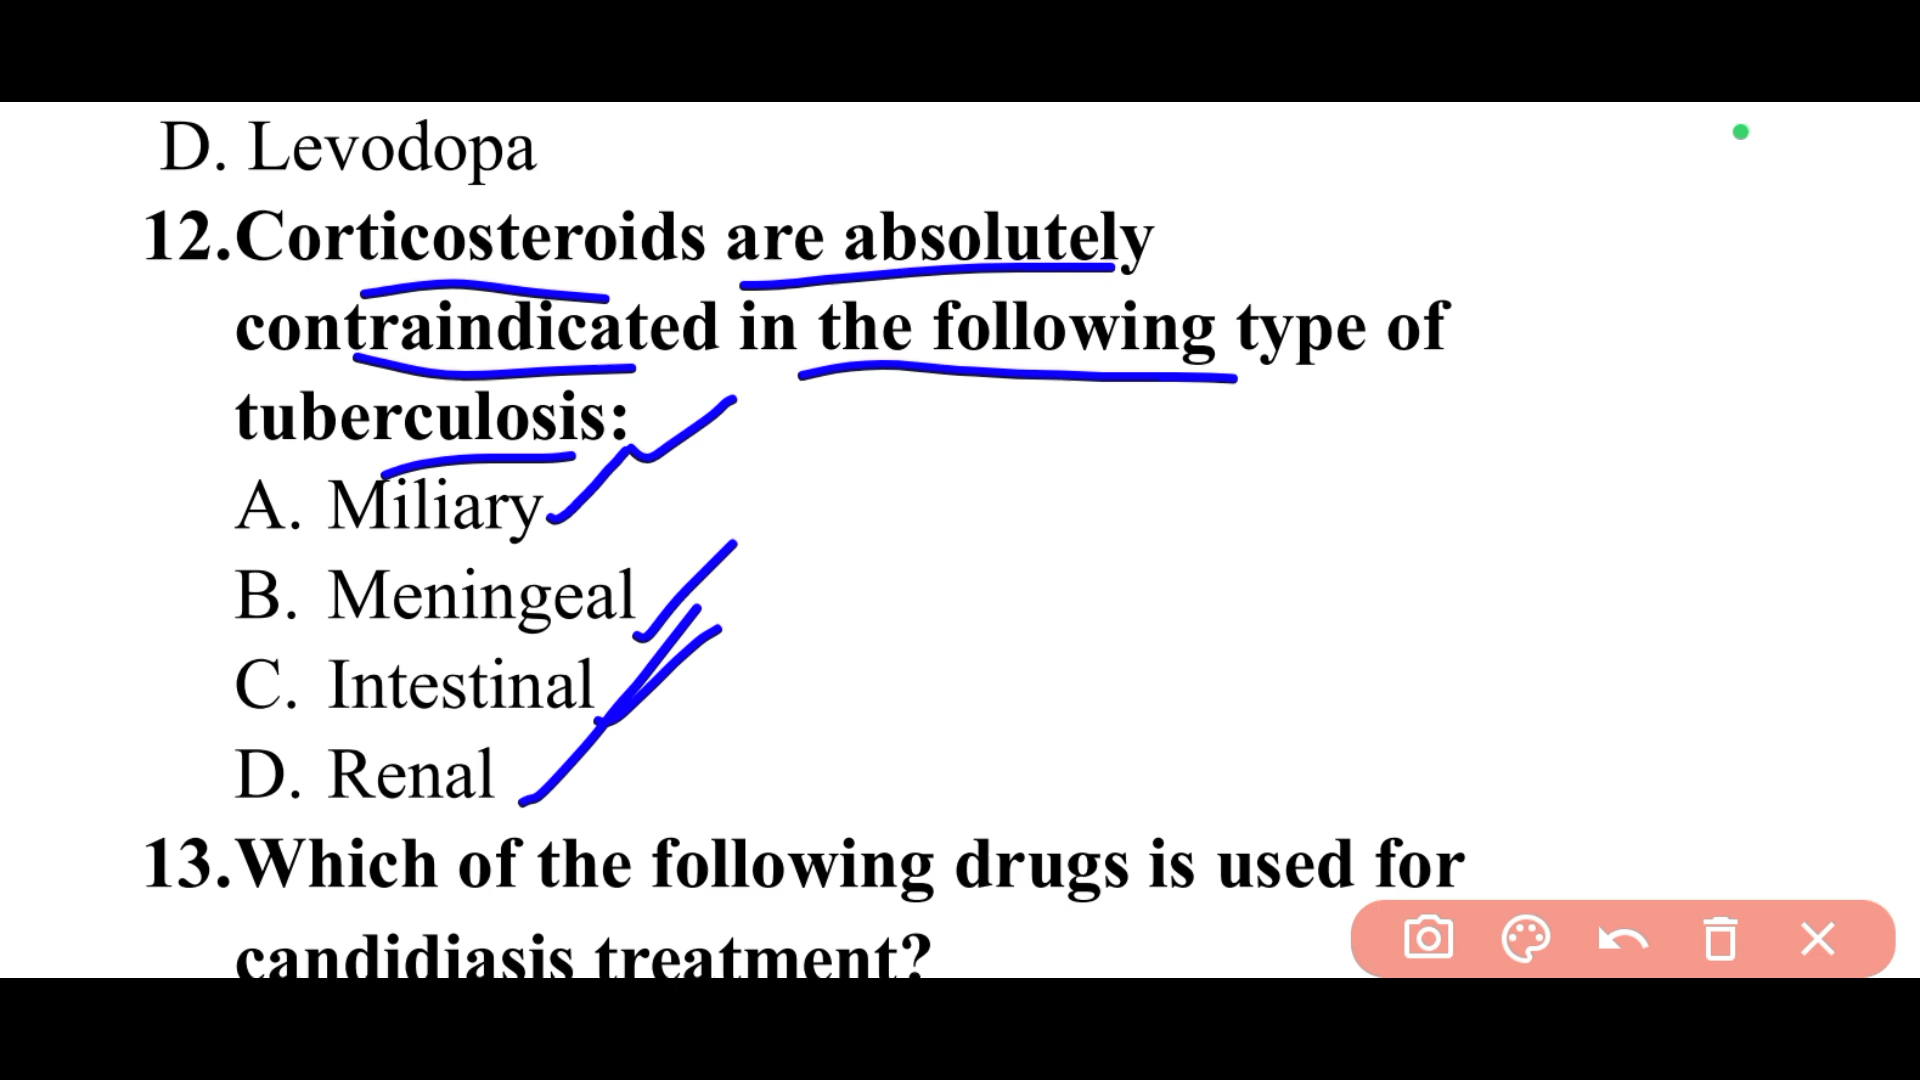 D. Levodopa
12.Corticosteroids are absolutely
contraindicated in the following type of
tuberculosis:
A. Miliary
B. Meningeal
C. Intestinal
D. Renal
13.Which of the following drugs is used for
candidiasis treatment?